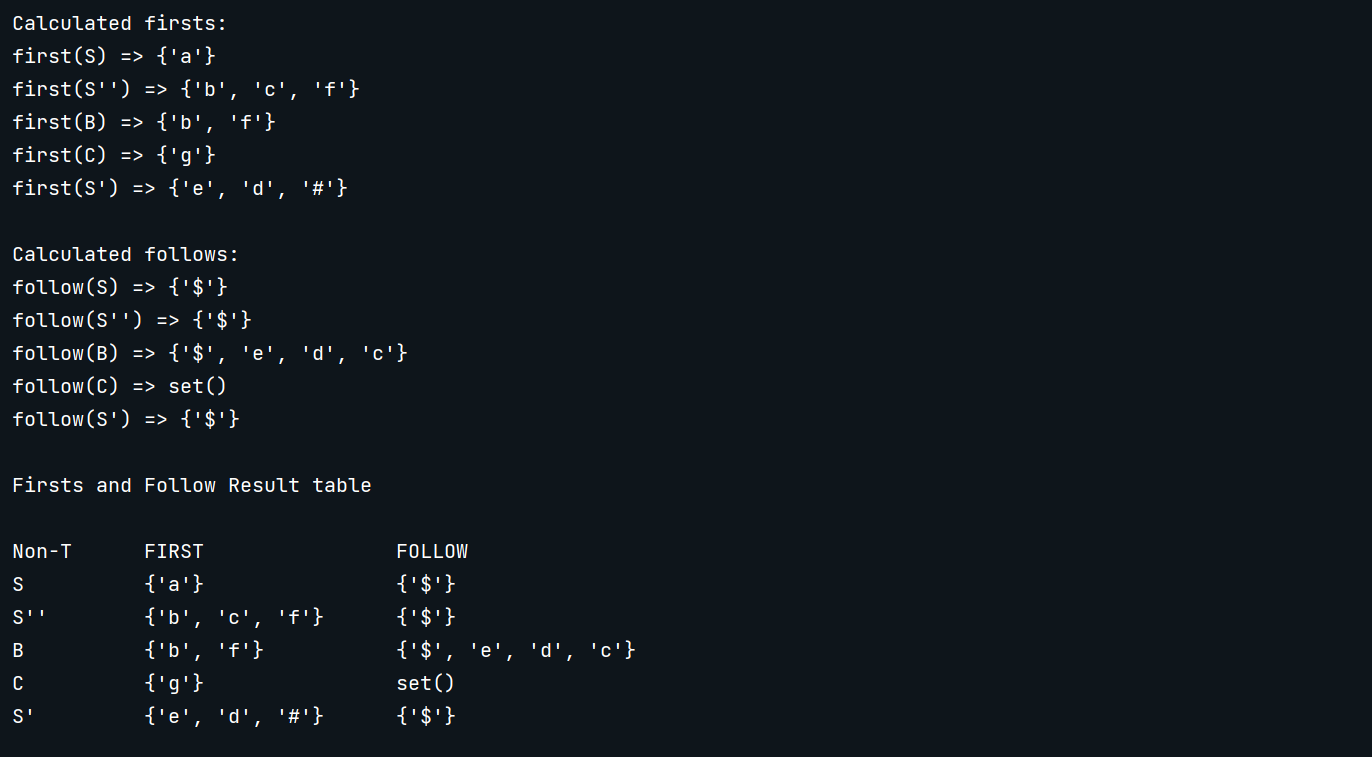 Calculated firsts:
first(S) => {'a'}
first(S'') => {'b', 'c', 'f'}
first(B) => {'b', 'f'}
first(C) => {'g'}
first(S') => {'e', 'd', '#'}
Calculated follows:
follow(S) => {'$'}
follow(S'') => {'$'}
follow(B) => {'$', 'e', 'd', 'c'}
follow(C) => set()
follow(S') => {'$'}
Firsts and Follow Result table
Non-T FIRST FOLLOW
S {'a'} {'$'}
S'' {'b', 'c', 'f'} {'$'}
B {'b', 'f'} {'$', 'e', 'd', 'c'}
C {'g'} set()
S' {'e', 'd', '#'} {'$'}